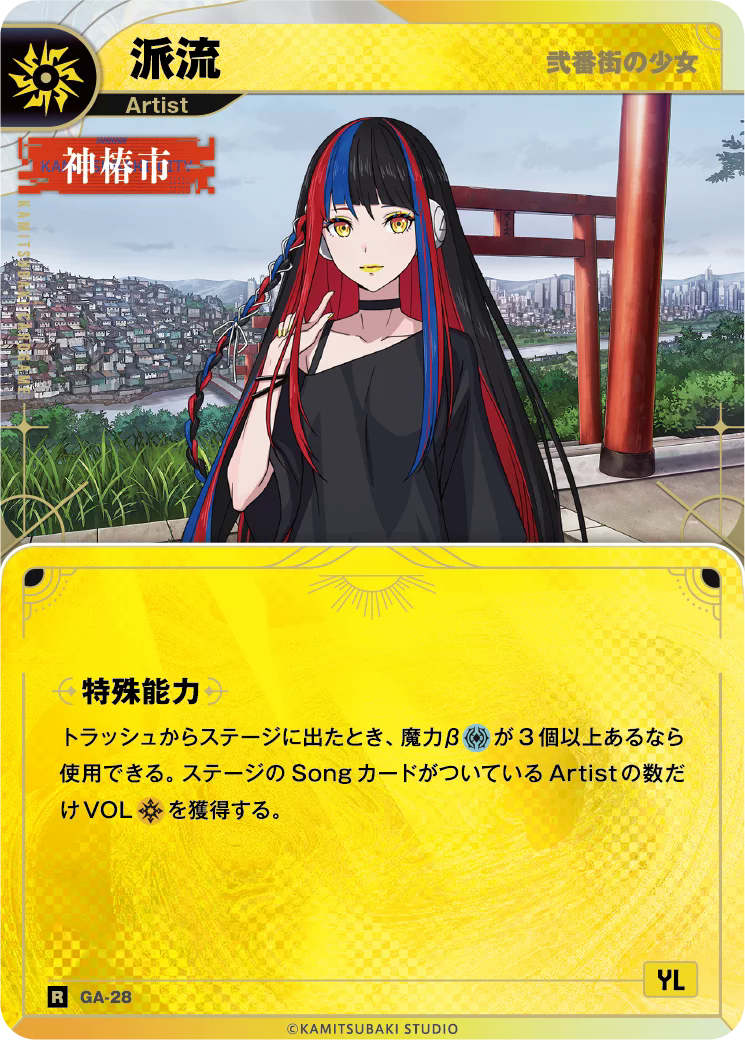 派流
弐番街の少女
Artist
神椿市
特殊能力
トラッシュからステージに出たとき、魔力βが3個以上あるなら
使用できる。ステージのSongカードがついているArtistの数だ
けVOLを獲得する。
YL
R GA-28
©KAMITSUBAKI STUDIO